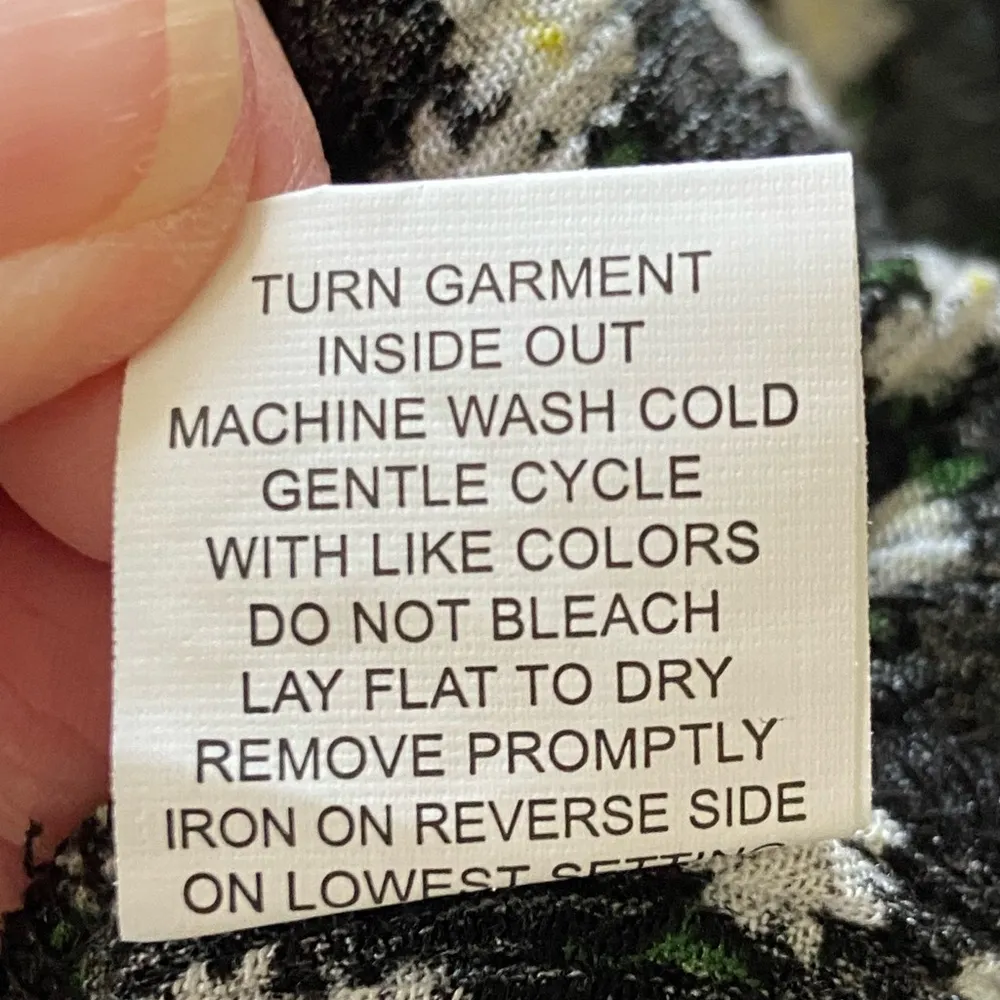 TURN GARMENT
INSIDE OUT
MACHINE WASH COLD
GENTLE CYCLE
WITH LIKE COLORS
DO NOT BLEACH
LAY FLAT TO DRY
REMOVE PROMPTLY
IRON ON REVERSE SIDE
ON LOWEST SETTING